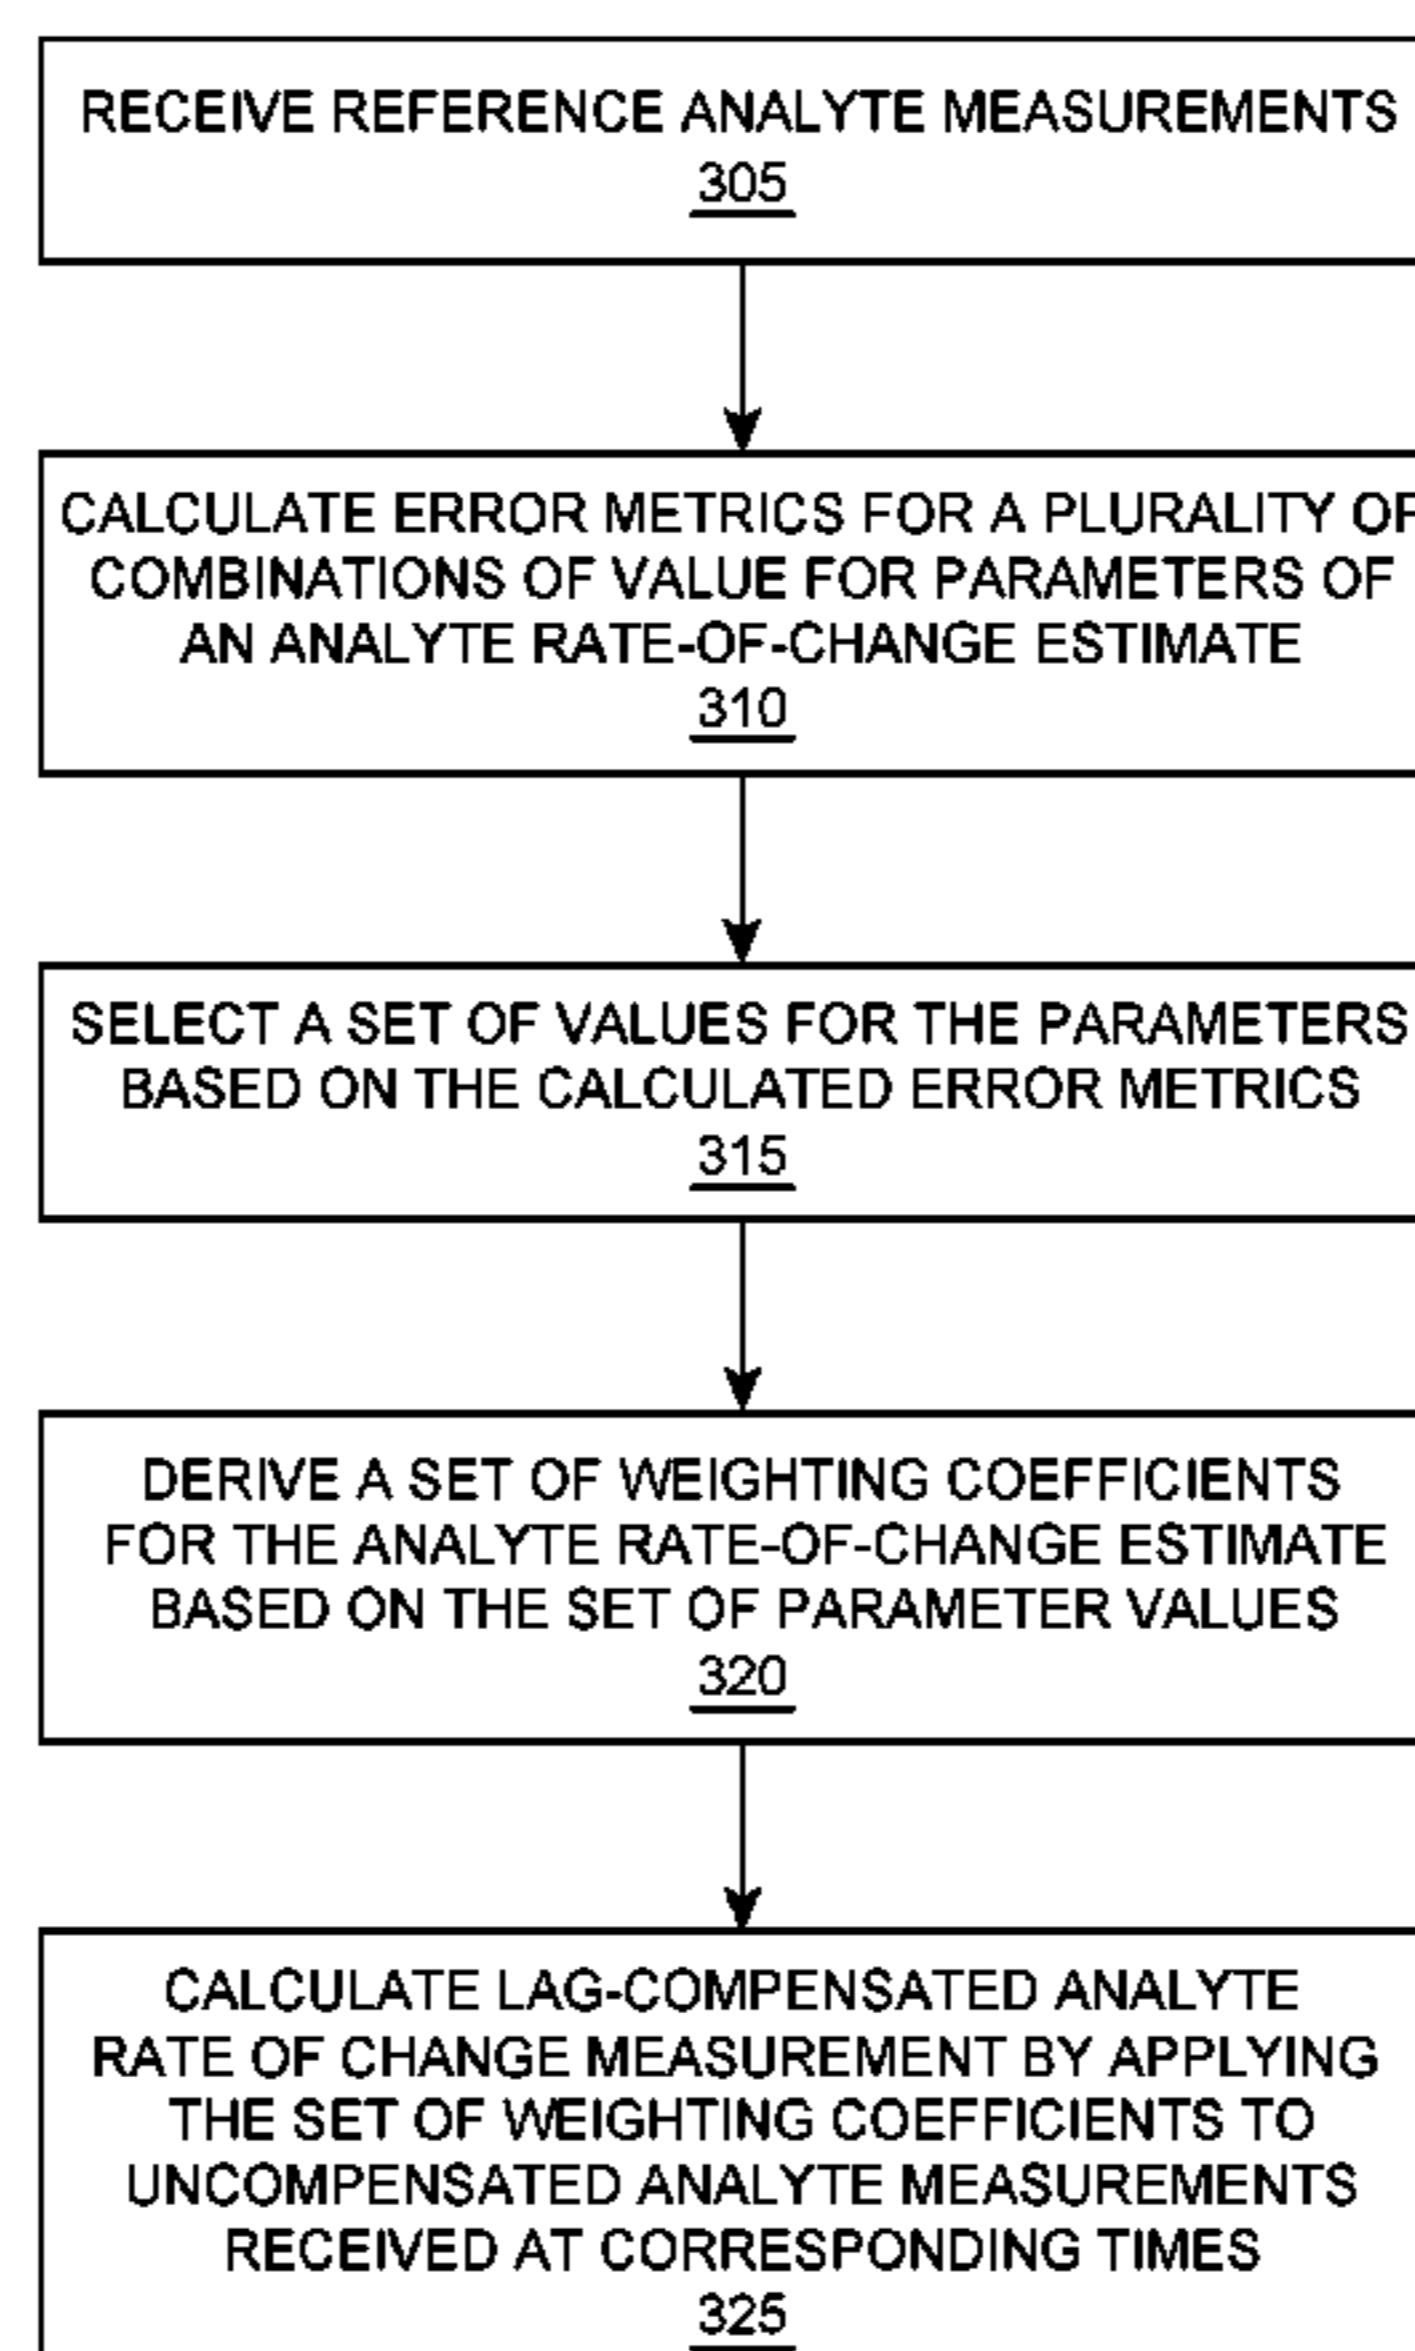 RECEIVE REFERENCE ANALYTE MEASUREMENTS
305
CALCULATE ERROR METRICS FOR A PLURALITY OF
COMBINATIONS OF VALUE FOR PARAMETERS OF
AN ANALYTE RATE-OF-CHANGE ESTIMATE
310
SELECT A SET OF VALUES FOR THE PARAMETERS
BASED ON THE CALCULATED ERROR METRICS
315
DERIVE A SET OF WEIGHTING COEFFICIENTS
FOR THE ANALYTE RATE-OF-CHANGE ESTIMATE
BASED ON THE SET OF PARAMETER VALUES
320
CALCULATE LAG-COMPENSATED ANALYTE
RATE OF CHANGE MEASUREMENT BY APPLYING
THE SET OF WEIGHTING COEFFICIENTS TO
UNCOMPENSATED ANALYTE MEASUREMENTS
RECEIVED AT CORRESPONDING TIMES
325